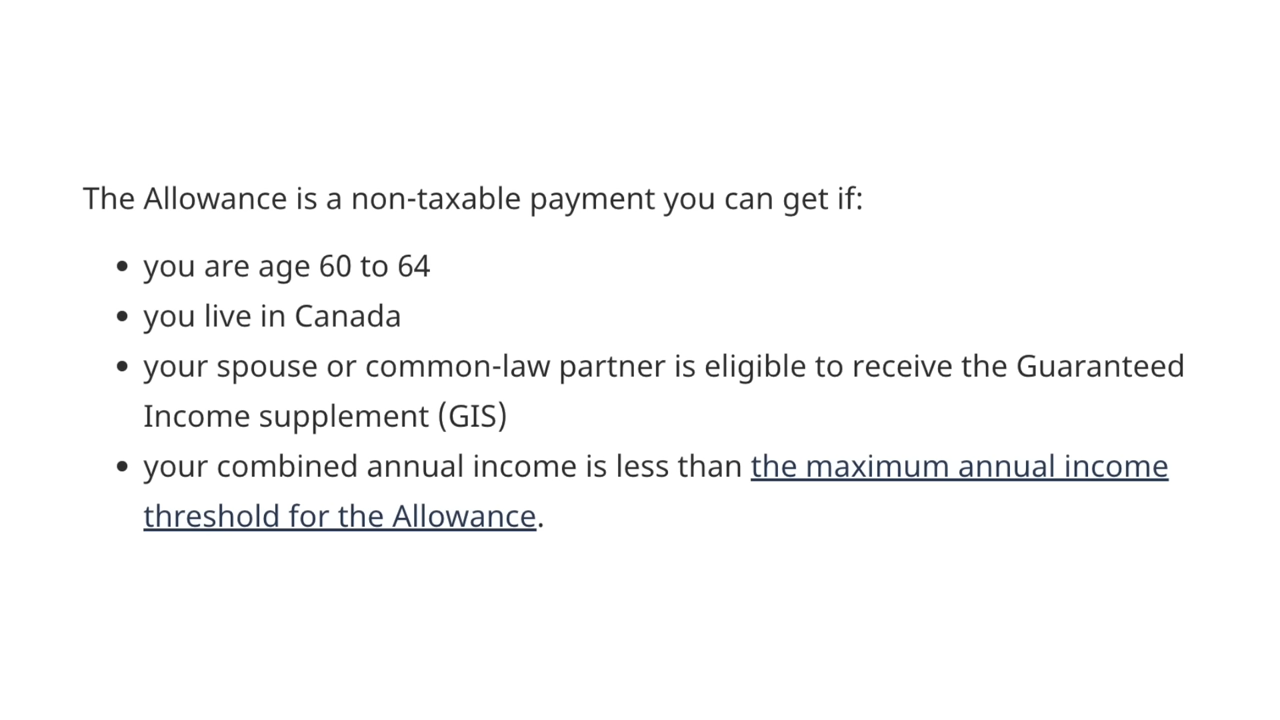 The Allowance is a non-taxable payment you can get if:
• you are age 60 to 64
• you live in Canada
• your spouse or common-law partner is eligible to receive the Guaranteed
Income supplement (GIS)
• your combined annual income is less than the maximum annual income
threshold for the Allowance.